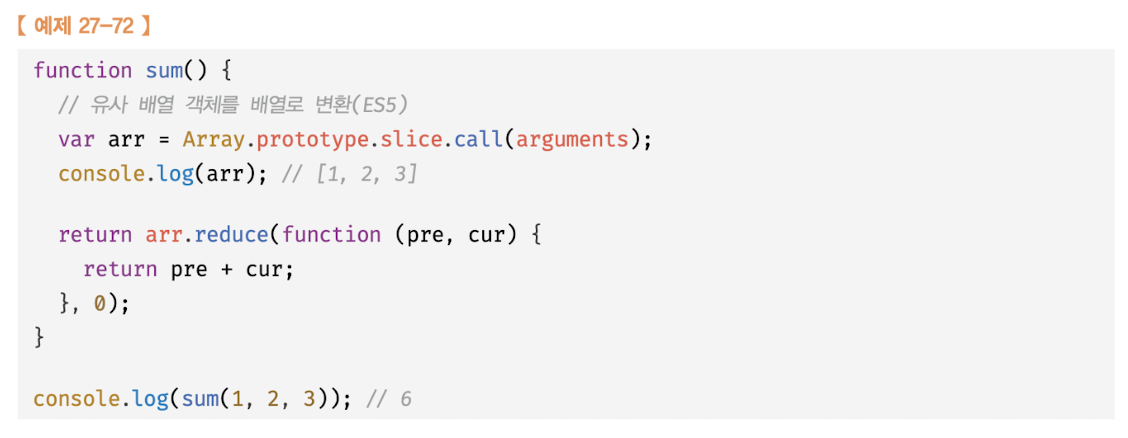 【 예제 27-72 】
function sum() {
  // 유사 배열 객체를 배열로 변환(ES5)
  var arr = Array.prototype.slice.call(arguments);
  console.log(arr); // [1, 2, 3]
  return arr.reduce(function (pre, cur) {
    return pre + cur;
  }, 0);
}
console.log(sum(1, 2, 3)); // 6